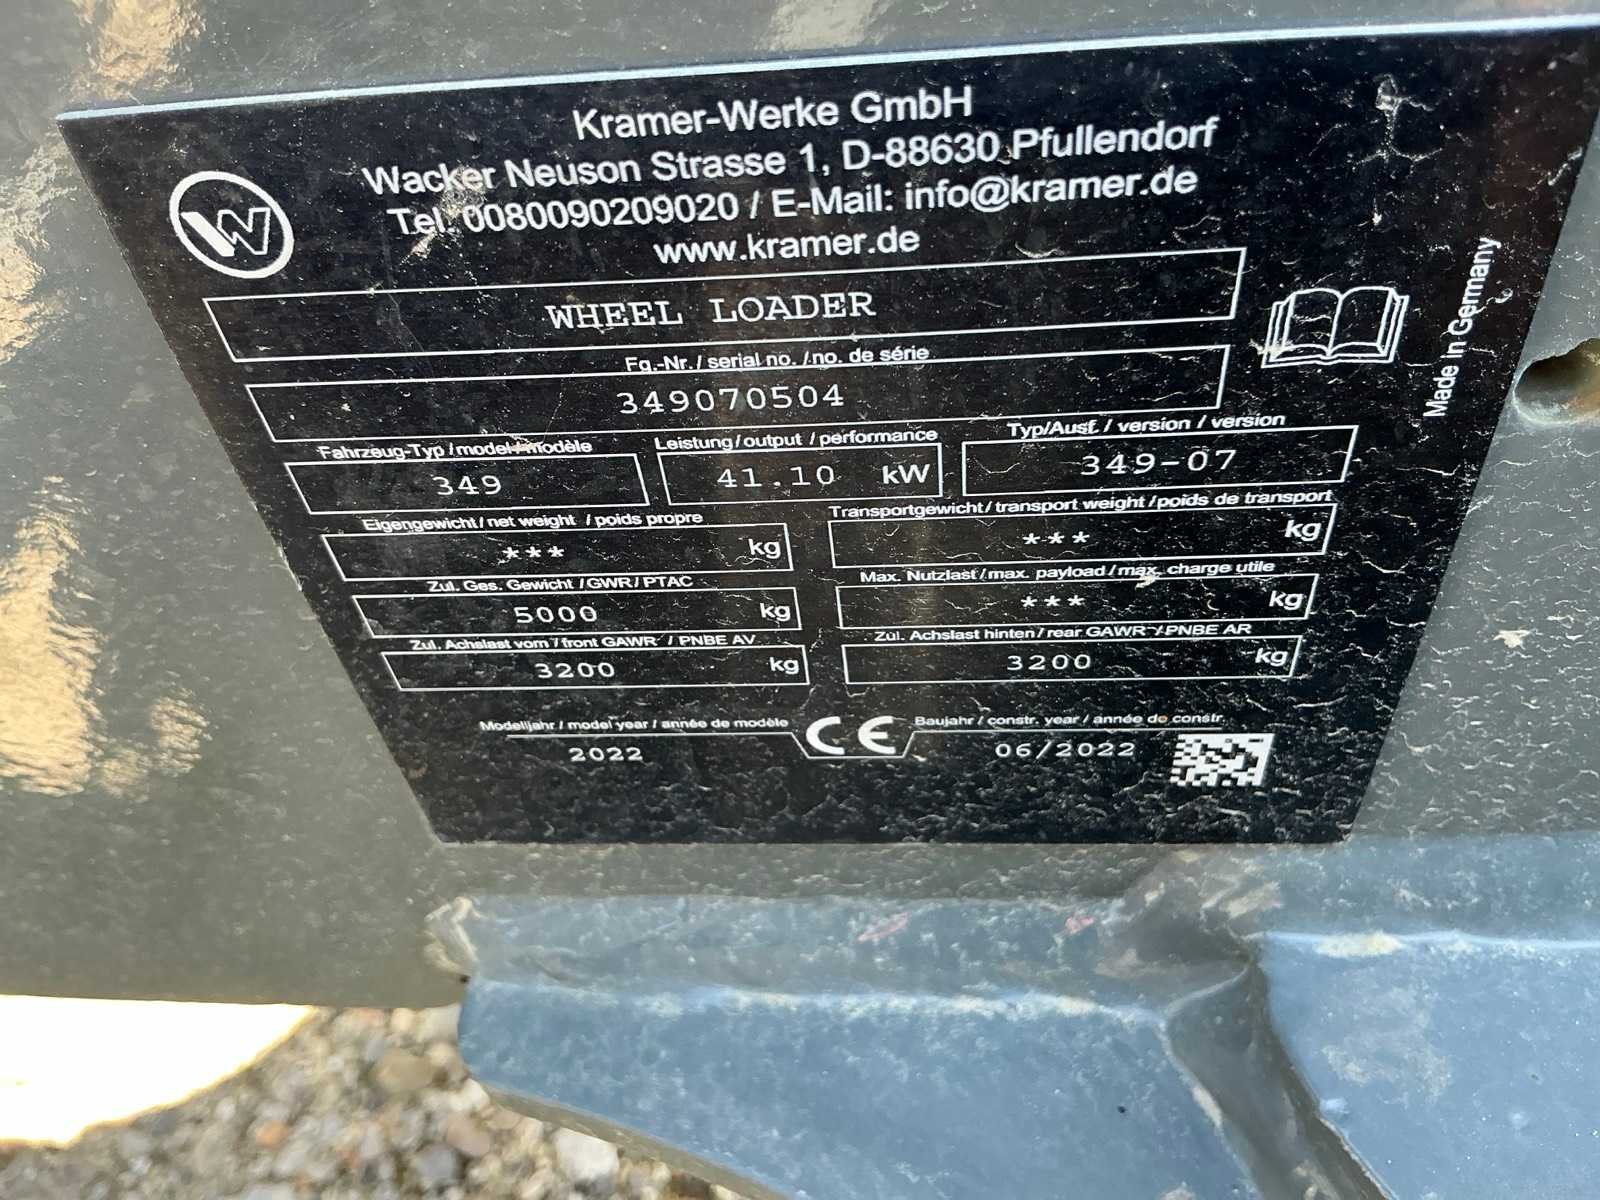 Kramer-Werke GmbH
Wacker Neuson Strasse 1, D-88630 Pfullendorf
Tel. 0080090209020 / E-Mail: info@kramer.de
www.kramer.de
WHEEL LOADER
Fg.-Nr. / serial no. / no. de série
349070504
Made in Germany
Fahrzeug-Typ / model / modèle
349
Leistung / output / performance
41.10 kW
Typ/Ausf. / version / version
349-07
Eigengewicht / net weight / poids propre
*** kg
Transportgewicht / transport weight / poids de transport
*** kg
Zul. Ges. Gewicht / GWR / PTAC
5000 kg
Max. Nutzlast / max. payload / max. charge utile
*** kg
Zul. Achslast vorn / front GAWR / PNBE AV
3200 kg
Zul. Achslast hinten / rear GAWR / PNBE AR
3200 kg
Modelljahr / model year / année de modèle
2022
CE
Baujahr / constr. year / année de constr.
06/2022